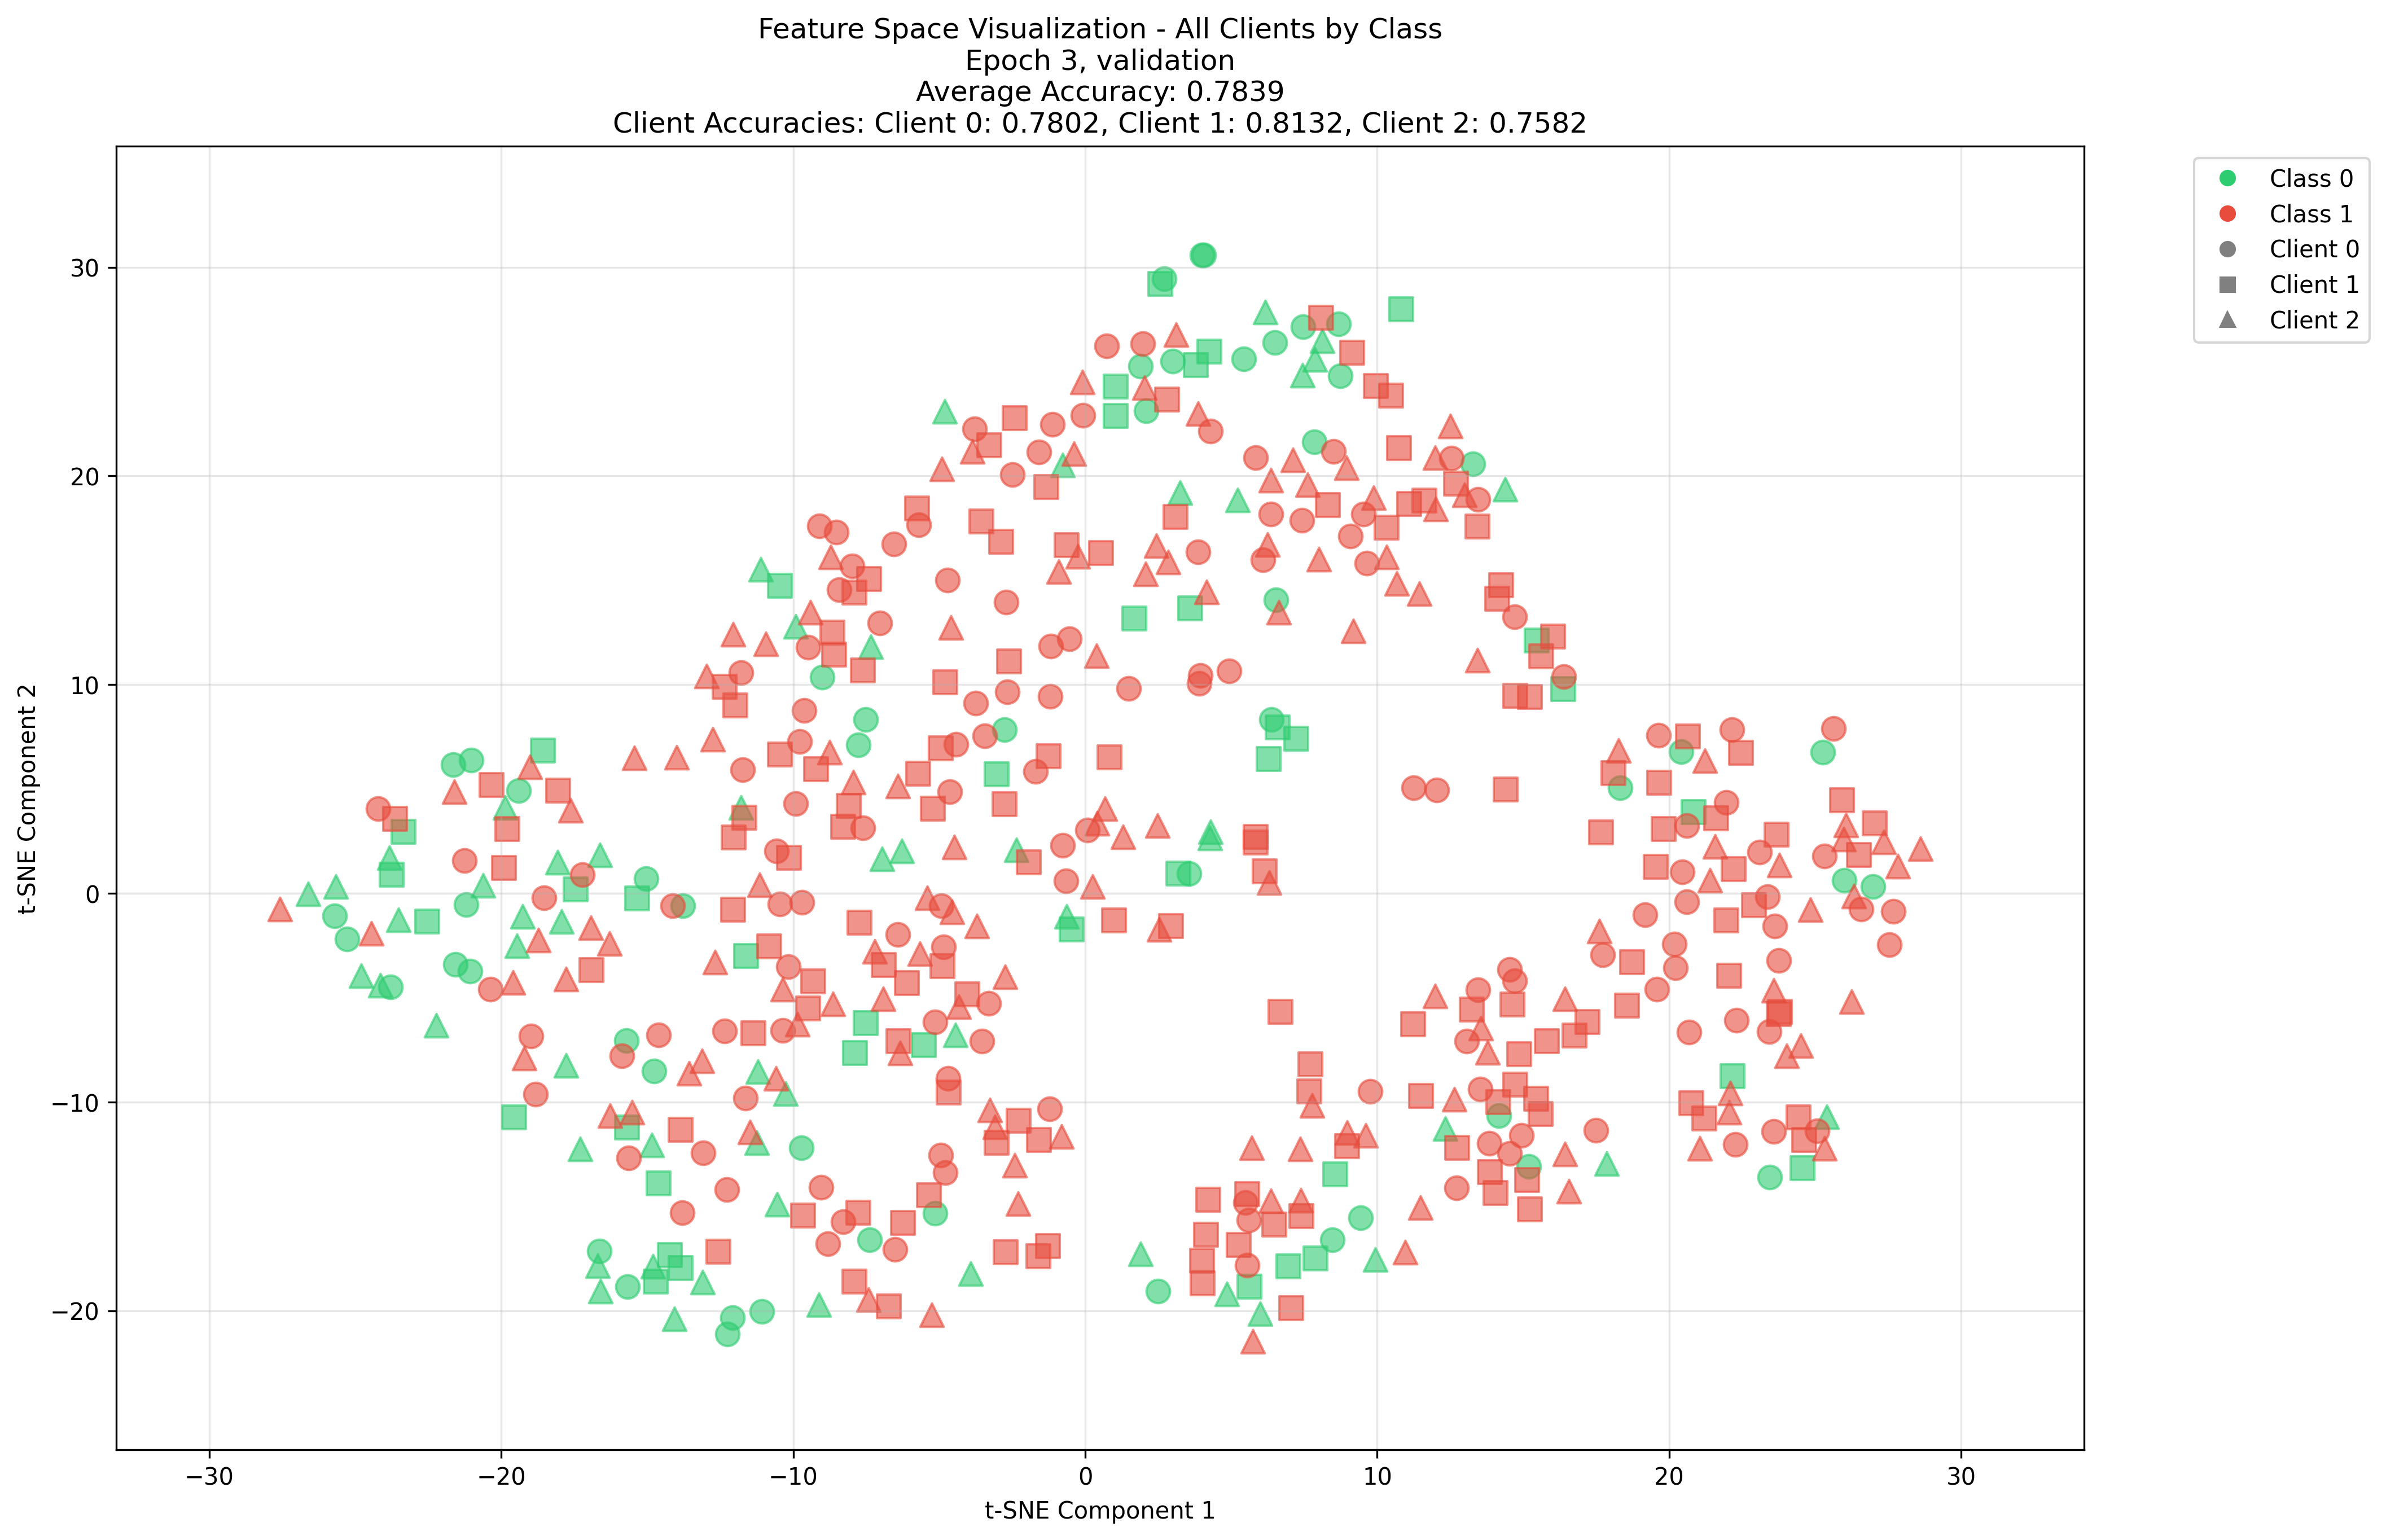 Feature Space Visualization - All Clients by Class
Epoch 3, validation
Average Accuracy: 0.7839
Client Accuracies: Client 0: 0.7802, Client 1: 0.8132, Client 2: 0.7582
Class 0
Class 1
Client 0
Client 1
Client 2
t-SNE Component 2
30
20
10
0
−10
−20
−30
−20
−10
0
10
20
30
t-SNE Component 1